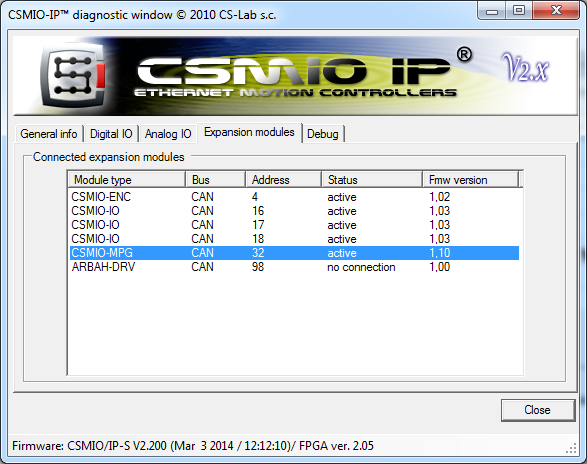 CSMIO-IP™ diagnostic window © 2010 CS-Lab s.c.
CSMIO IP® V2.x
ETHERNET MOTION CONTROLLERS
General info Digital IO Analog IO Expansion modules Debug
Connected expansion modules
Module type Bus Address Status Fmw version
CSMIO-ENC CAN 4 active 1,02
CSMIO-IO CAN 16 active 1,03
CSMIO-IO CAN 17 active 1,03
CSMIO-IO CAN 18 active 1,03
CSMIO-MPG CAN 32 active 1,10
ARBAH-DRV CAN 98 no connection 1,00
Close
Firmware: CSMIO/IP-S V2.200 (Mar 3 2014 / 12:12:10)/ FPGA ver. 2.05